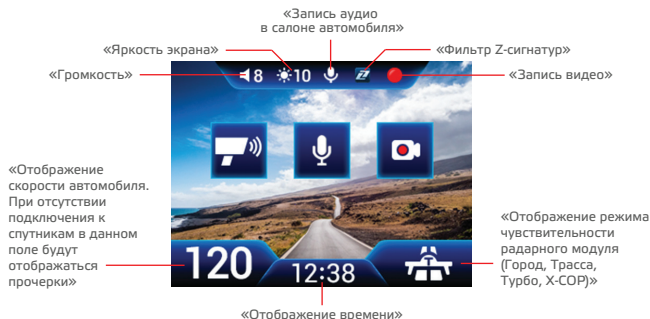 «Запись аудио
в салоне автомобиля»
«Яркость экрана»
«Фильтр Z-сигнатур»
«Громкость»
8
10
Z
«Запись видео»
«Отображение
скорости автомобиля.
При отсутствии
подключения к
спутникам в данном
поле будут
отображаться
прочерки»
120
12:38
«Отображение режима
чувствительности
радарного модуля
(Город, Трасса,
Турбо, X-COP)»
«Отображение времени»